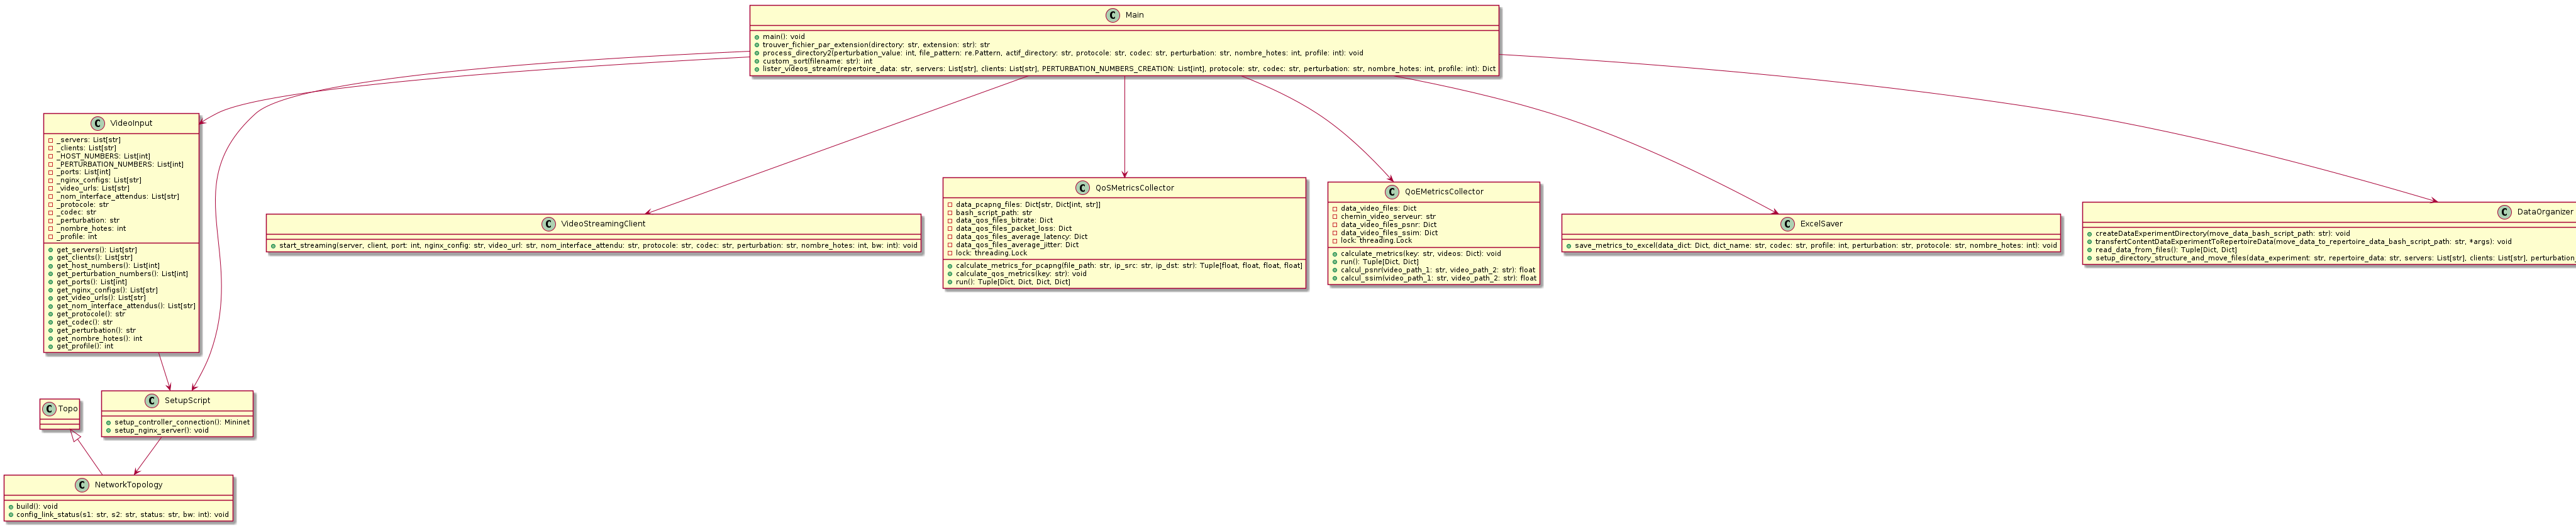 C Main
main(): void
trouver_fichier_par_extension(directory: str, extension: str): str
process_directory2(perturbation_value: int, file_pattern: re.Pattern, actif_directory: str, protocole: str, codec: str, perturbation: str, nombre_hotes: int, profile: int): void
custom_sort(filename: str): int
lister_videos_stream(repertoire_data: str, servers: List[str], clients: List[str], PERTURBATION_NUMBERS_CREATION: List[int], protocole: str, codec: str, perturbation: str, nombre_hotes: int, profile: int): Dict
C VideoInput
_servers: List[str]
_clients: List[str]
_HOST_NUMBERS: List[int]
_PERTURBATION_NUMBERS: List[int]
_ports: List[int]
_nginx_configs: List[str]
_video_urls: List[str]
_nom_interface_attendus: List[str]
_protocole: str
_codec: str
_perturbation: str
_nombre_hotes: int
_profile: int
get_servers(): List[str]
get_clients(): List[str]
get_host_numbers(): List[int]
get_perturbation_numbers(): List[int]
get_ports(): List[int]
get_nginx_configs(): List[str]
get_video_urls(): List[str]
get_nom_interface_attendus(): List[str]
get_protocole(): str
get_codec(): str
get_perturbation(): str
get_nombre_hotes(): int
get_profile(): int
C VideoStreamingClient
start_streaming(server, client, port: int, nginx_config: str, video_url: str, nom_interface_attendu: str, protocole: str, codec: str, perturbation: str, nombre_hotes: int, bw: int): void
C QoSMetricsCollector
data_pcapng_files: Dict[str, Dict[int, str]]
bash_script_path: str
data_qos_files_bitrate: Dict
data_qos_files_packet_loss: Dict
data_qos_files_average_latency: Dict
data_qos_files_average_jitter: Dict
lock: threading.Lock
calculate_metrics_for_pcapng(file_path: str, ip_src: str, ip_dst: str): Tuple[float, float, float, float]
calculate_qos_metrics(key: str): void
run(): Tuple[Dict, Dict, Dict, Dict]
C QoEMetricsCollector
data_video_files: Dict
chemin_video_serveur: str
data_video_files_psnr: Dict
data_video_files_ssim: Dict
lock: threading.Lock
calculate_metrics(key: str, videos: Dict): void
run(): Tuple[Dict, Dict]
calcul_psnr(video_path_1: str, video_path_2: str): float
calcul_ssim(video_path_1: str, video_path_2: str): float
C ExcelSaver
save_metrics_to_excel(data_dict: Dict, dict_name: str, codec: str, profile: int, perturbation: str, protocole: str, nombre_hotes: int): void
C DataOrganizer
createDataExperimentDirectory(move_data_bash_script_path: str): void
transfertContentDataExperimentToRepertoireData(move_data_to_repertoire_data_bash_script_path: str, *args): void
read_data_from_files(): Tuple[Dict, Dict]
setup_directory_structure_and_move_files(data_experiment: str, repertoire_data: str, servers: List[str], clients: List[str], perturbation_
C Topo
C SetupScript
setup_controller_connection(): Mininet
setup_nginx_server(): void
C NetworkTopology
build(): void
config_link_status(s1: str, s2: str, status: str, bw: int): void